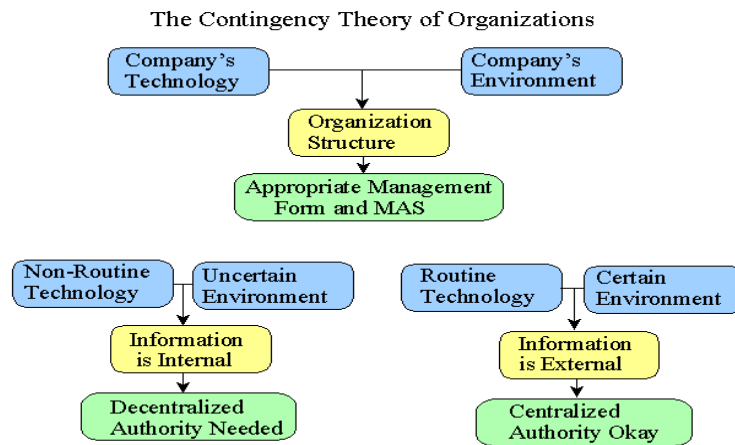 The Contingency Theory of Organizations
Company's
Technology
Company's
Environment
Organization
Structure
Appropriate Management
Form and MAS
Non-Routine
Technology
Uncertain
Environment
Routine
Technology
Certain
Environment
Information
is Internal
Information
is External
Decentralized
Authority Needed
Centralized
Authority Okay